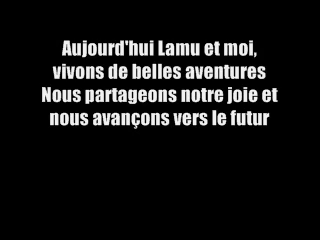 Aujourd'hui Lamu et moi,
vivons de belles aventures
Nous partageons notre joie et
nous avançons vers le futur